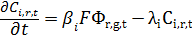 ∂C_{i,r,t}/∂t = β_i FΦ_{r,g,t} − λ_i C_{i,r,t}